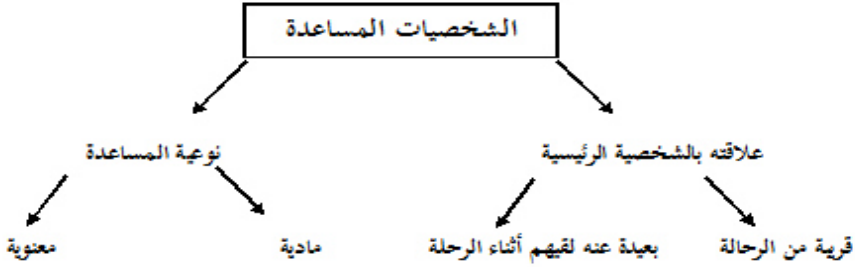 الشخصيات المساعدة
علاقته بالشخصية الرئيسية
نوعية المساعدة
قريبة من الرحالة
بعيدة عنه لقيهم أثناء الرحلة
مادية
معنوية